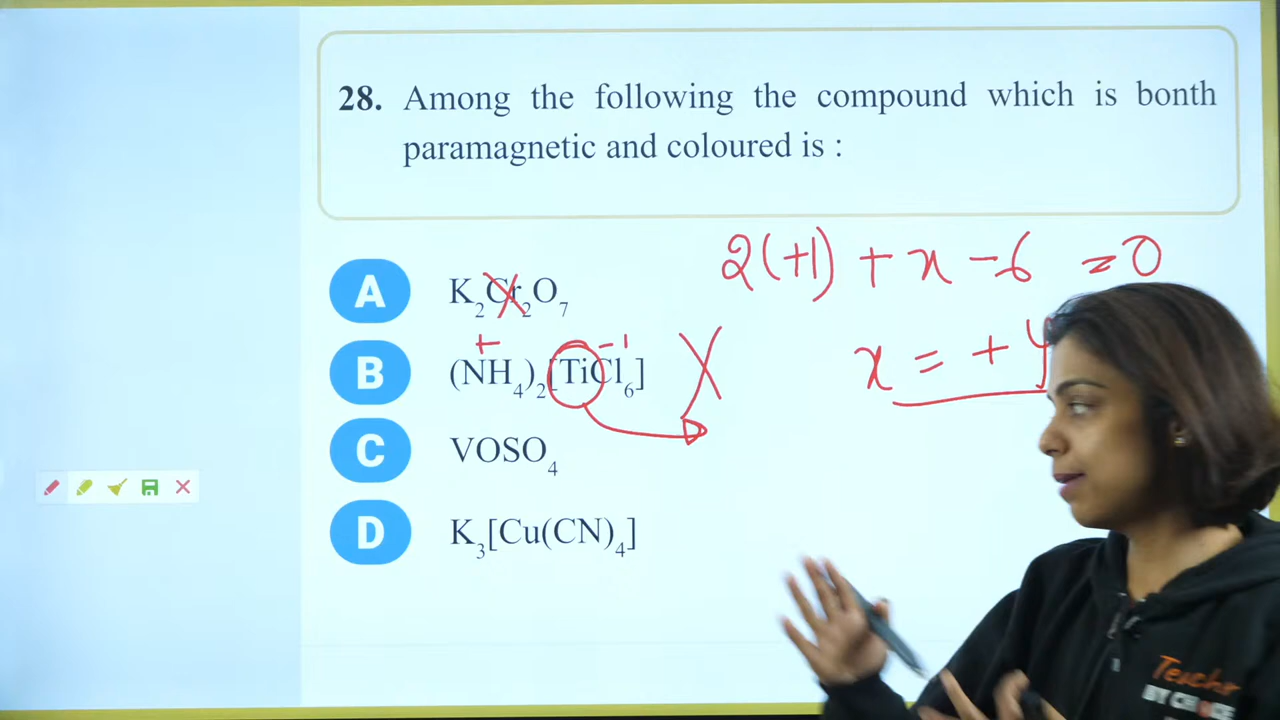 28. Among the following the compound which is bonth
paramagnetic and coloured is :
2(+1) + x - 6 = 0
A K₂Cr₂O₇
+ -1
B (NH₄)₂[TiCl₆]
x = + 4
C VOSO₄
D K₃[Cu(CN)₄]
BY